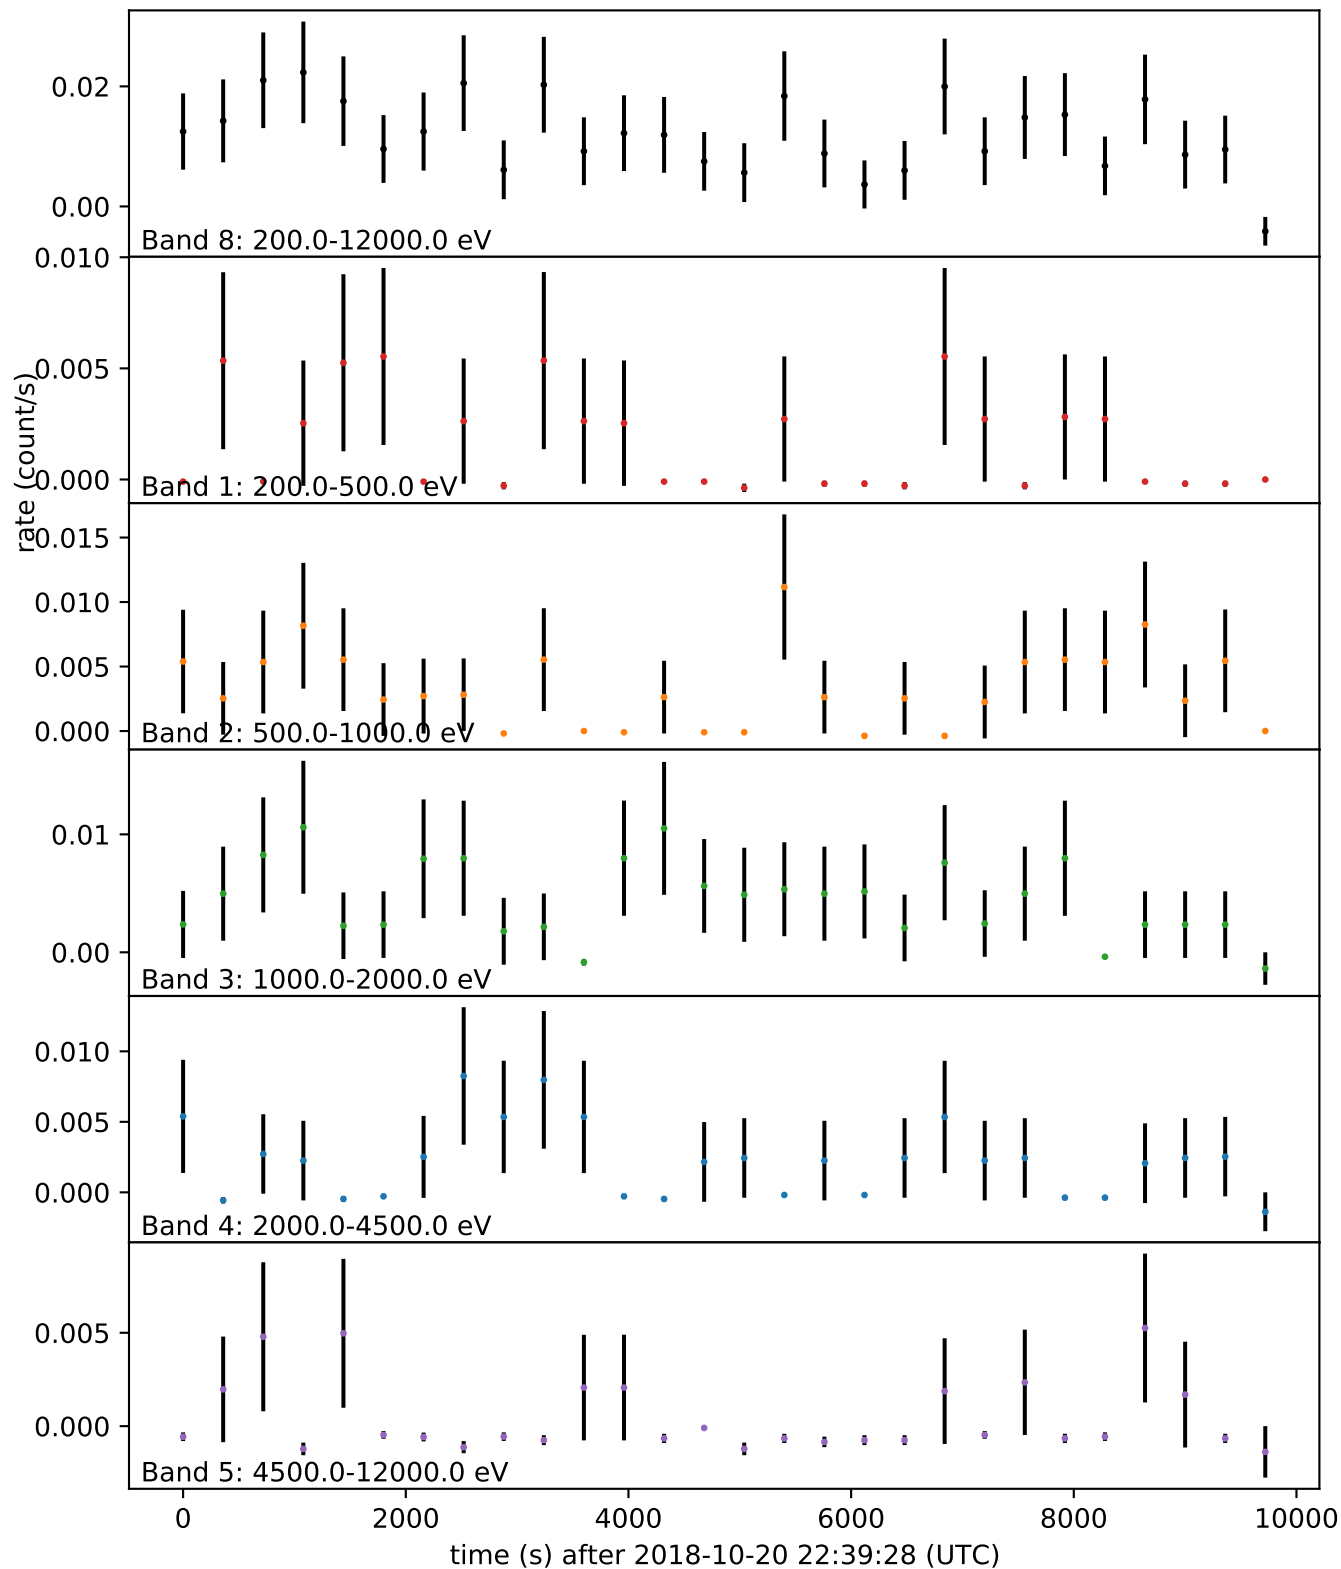 0.02
0.00
Band 8: 200.0-12000.0 eV
0.010
0.005
0.000
Band 1: 200.0-500.0 eV
rate (count/s)
0.015
0.010
0.005
0.000
Band 2: 500.0-1000.0 eV
0.01
0.00
Band 3: 1000.0-2000.0 eV
0.010
0.005
0.000
Band 4: 2000.0-4500.0 eV
0.005
0.000
Band 5: 4500.0-12000.0 eV
0 2000 4000 6000 8000 10000
time (s) after 2018-10-20 22:39:28 (UTC)